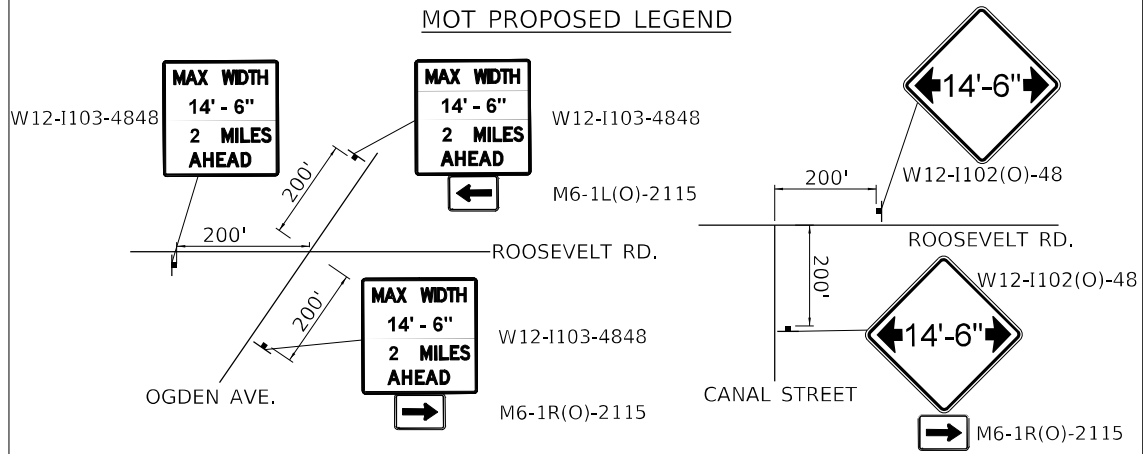 MOT PROPOSED LEGEND
W12-I103-4848
MAX WIDTH
14' - 6"
2 MILES
AHEAD
MAX WIDTH
14' - 6"
2 MILES
AHEAD
W12-I103-4848
M6-1L(O)-2115
200'
200'
ROOSEVELT RD.
200'
MAX WIDTH
14' - 6"
2 MILES
AHEAD
W12-I103-4848
M6-1R(O)-2115
OGDEN AVE.
14'-6"
W12-I102(O)-48
200'
ROOSEVELT RD.
200'
W12-I102(O)-48
14'-6"
CANAL STREET
M6-1R(O)-2115